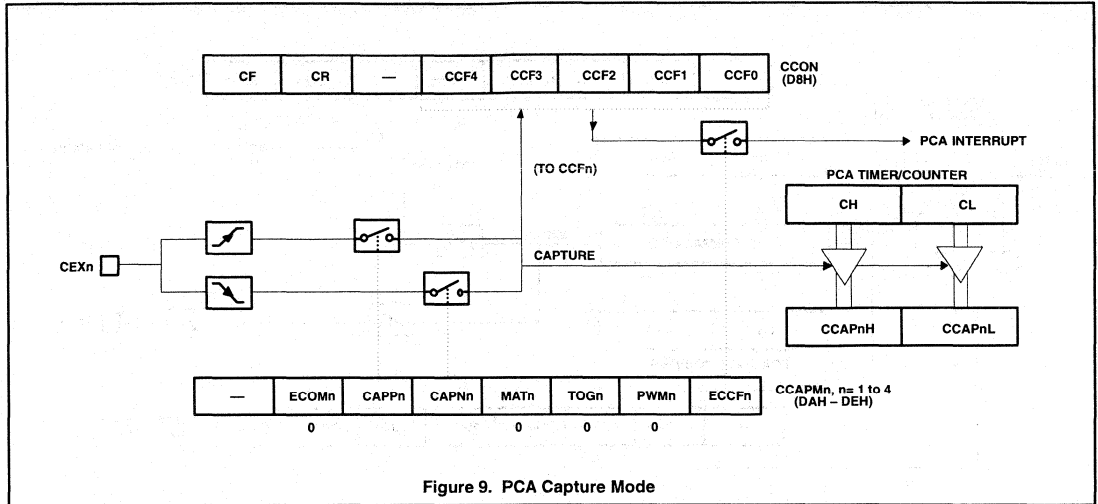 CF CR — CCF4 CCF3 CCF2 CCF1 CCF0
CCON
(D8H)
PCA INTERRUPT
(TO CCFn)
PCA TIMER/COUNTER
CH CL
CEXn
CAPTURE
CCAPnH CCAPnL
— ECOMn CAPPn CAPNn MATn TOGn PWMn ECCFn
CCAPMn, n= 1 to 4
(DAH – DEH)
0 0 0 0
Figure 9. PCA Capture Mode